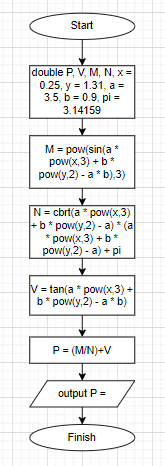 Start
double P, V, M, N, x =
0.25, y = 1.31, a =
3.5, b = 0.9, pi =
3.14159
M = pow(sin(a *
pow(x,3) + b *
pow(y,2) - a * b),3)
N = cbrt(a * pow(x,3)
+ b * pow(y,2) - a) * (a
* pow(x,3) + b *
pow(y,2) - a) + pi
V = tan(a * pow(x,3) +
b * pow(y,2) - a * b)
P = (M/N)+V
output P =
Finish